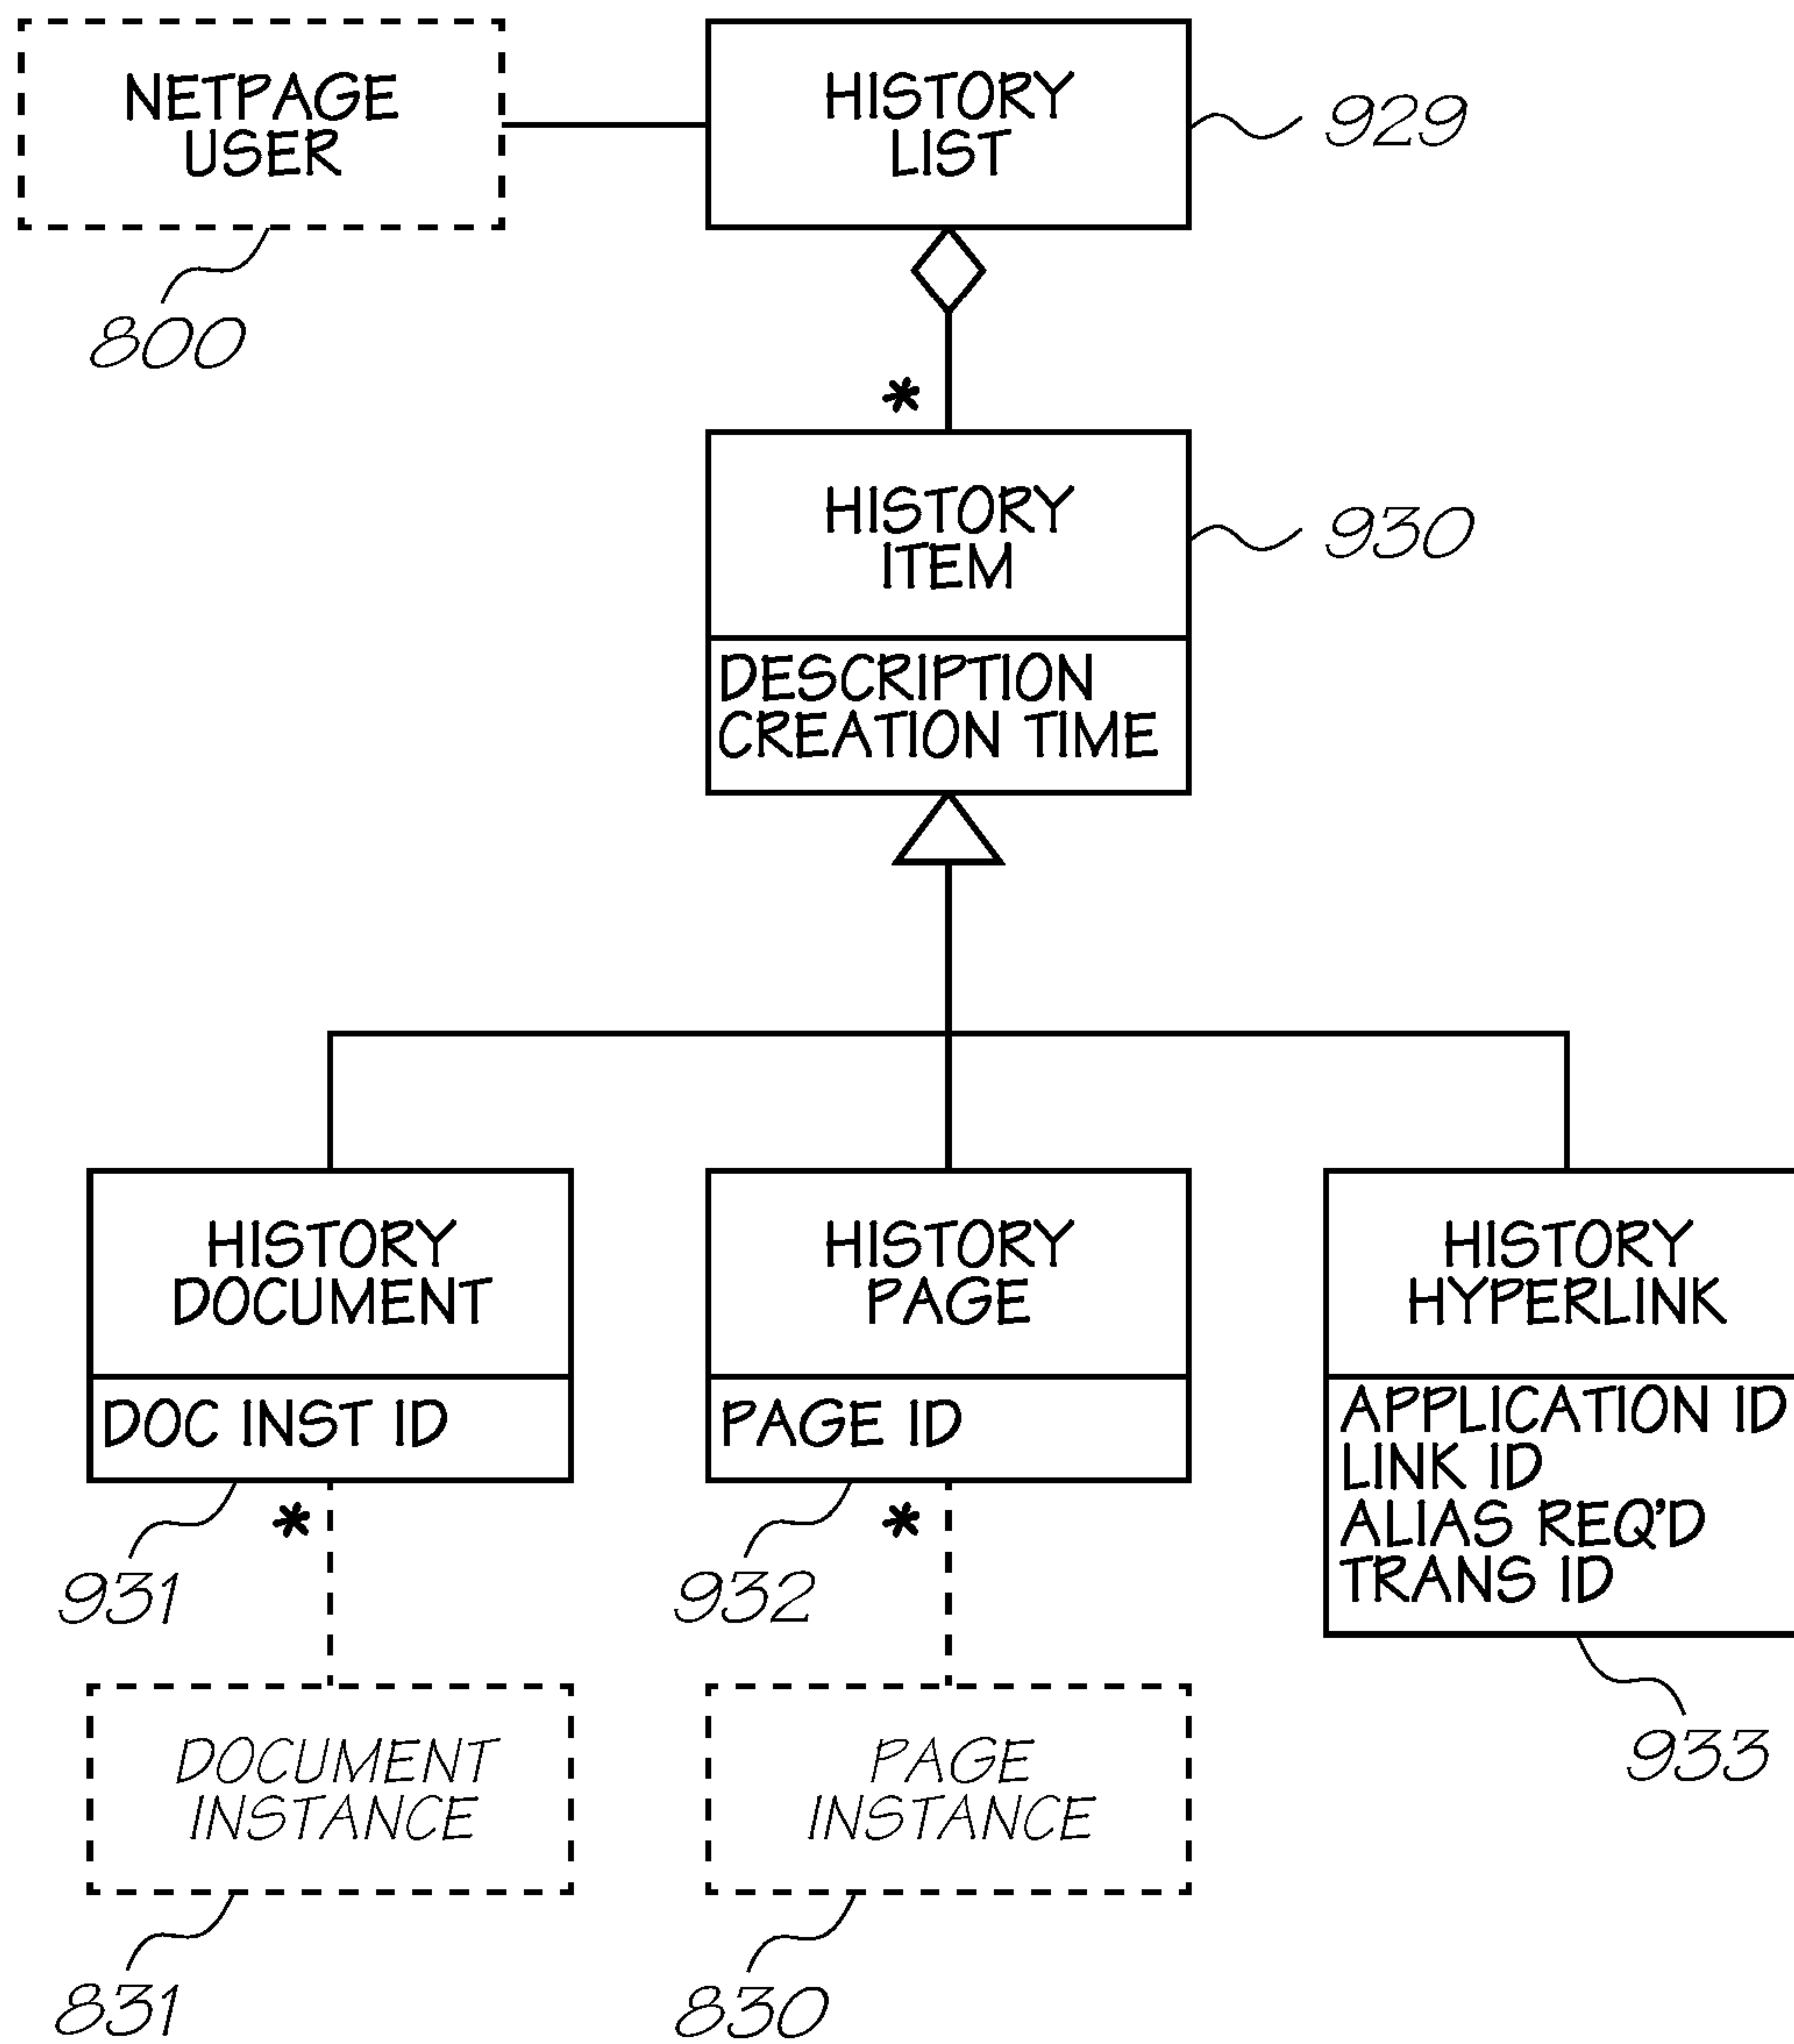 NETPAGE
USER
HISTORY
LIST
929
800
*
HISTORY
ITEM
930
DESCRIPTION
CREATION TIME
HISTORY
DOCUMENT
HISTORY
PAGE
HISTORY
HYPERLINK
DOC INST ID
PAGE ID
APPLICATION ID
LINK ID
ALIAS REQ'D
TRANS ID
*
*
931
932
933
DOCUMENT
INSTANCE
PAGE
INSTANCE
831
830